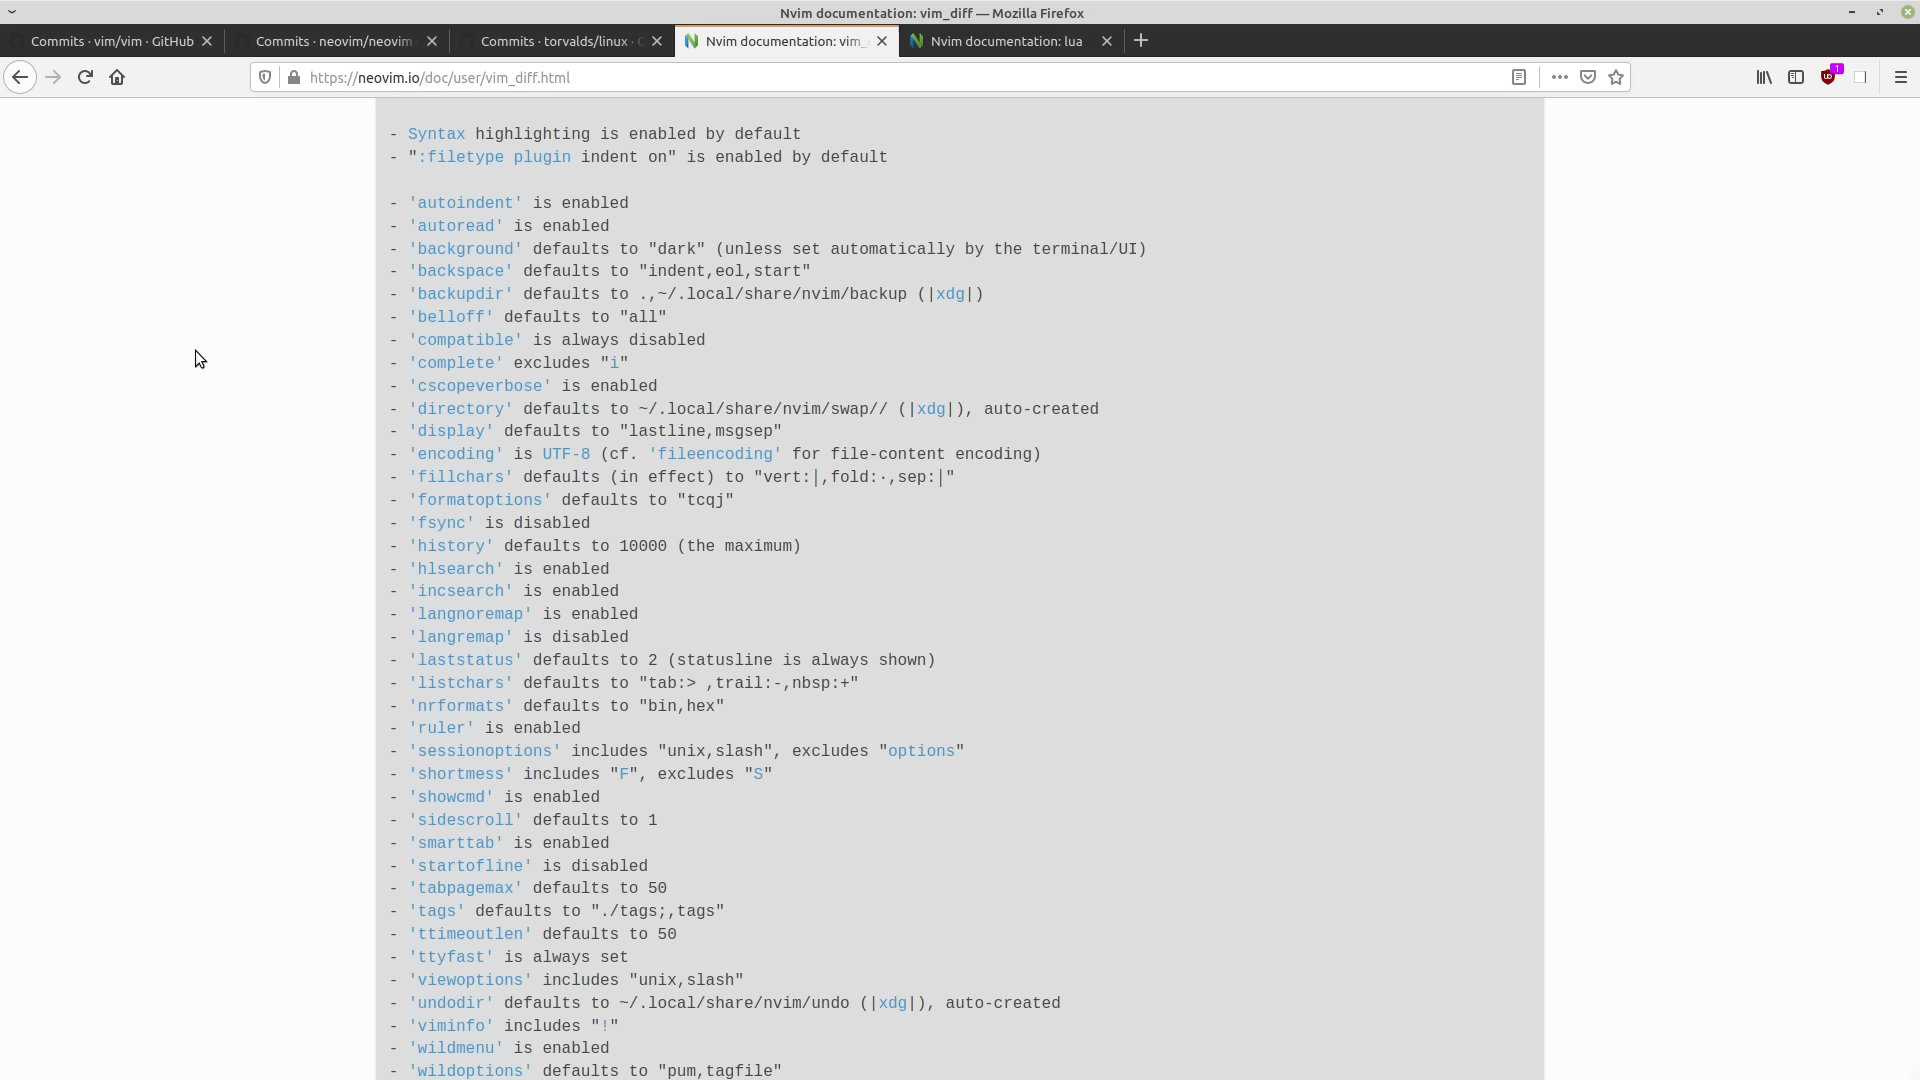 Nvim documentation: vim_diff — Mozilla Firefox
Commits · vim/vim · GitHub
Commits · neovim/neovim
Commits · torvalds/linux ·
Nvim documentation: vim_
Nvim documentation: lua
https://neovim.io/doc/user/vim_diff.html
1
- Syntax highlighting is enabled by default
- ":filetype plugin indent on" is enabled by default
- 'autoindent' is enabled
- 'autoread' is enabled
- 'background' defaults to "dark" (unless set automatically by the terminal/UI)
- 'backspace' defaults to "indent,eol,start"
- 'backupdir' defaults to .,~/.local/share/nvim/backup (|xdg|)
- 'belloff' defaults to "all"
- 'compatible' is always disabled
- 'complete' excludes "i"
- 'cscopeverbose' is enabled
- 'directory' defaults to ~/.local/share/nvim/swap// (|xdg|), auto-created
- 'display' defaults to "lastline,msgsep"
- 'encoding' is UTF-8 (cf. 'fileencoding' for file-content encoding)
- 'fillchars' defaults (in effect) to "vert:│,fold:·,sep:│"
- 'formatoptions' defaults to "tcqj"
- 'fsync' is disabled
- 'history' defaults to 10000 (the maximum)
- 'hlsearch' is enabled
- 'incsearch' is enabled
- 'langnoremap' is enabled
- 'langremap' is disabled
- 'laststatus' defaults to 2 (statusline is always shown)
- 'listchars' defaults to "tab:> ,trail:-,nbsp:+"
- 'nrformats' defaults to "bin,hex"
- 'ruler' is enabled
- 'sessionoptions' includes "unix,slash", excludes "options"
- 'shortmess' includes "F", excludes "S"
- 'showcmd' is enabled
- 'sidescroll' defaults to 1
- 'smarttab' is enabled
- 'startofline' is disabled
- 'tabpagemax' defaults to 50
- 'tags' defaults to "./tags;,tags"
- 'ttimeoutlen' defaults to 50
- 'ttyfast' is always set
- 'viewoptions' includes "unix,slash"
- 'undodir' defaults to ~/.local/share/nvim/undo (|xdg|), auto-created
- 'viminfo' includes "!"
- 'wildmenu' is enabled
- 'wildoptions' defaults to "pum,tagfile"